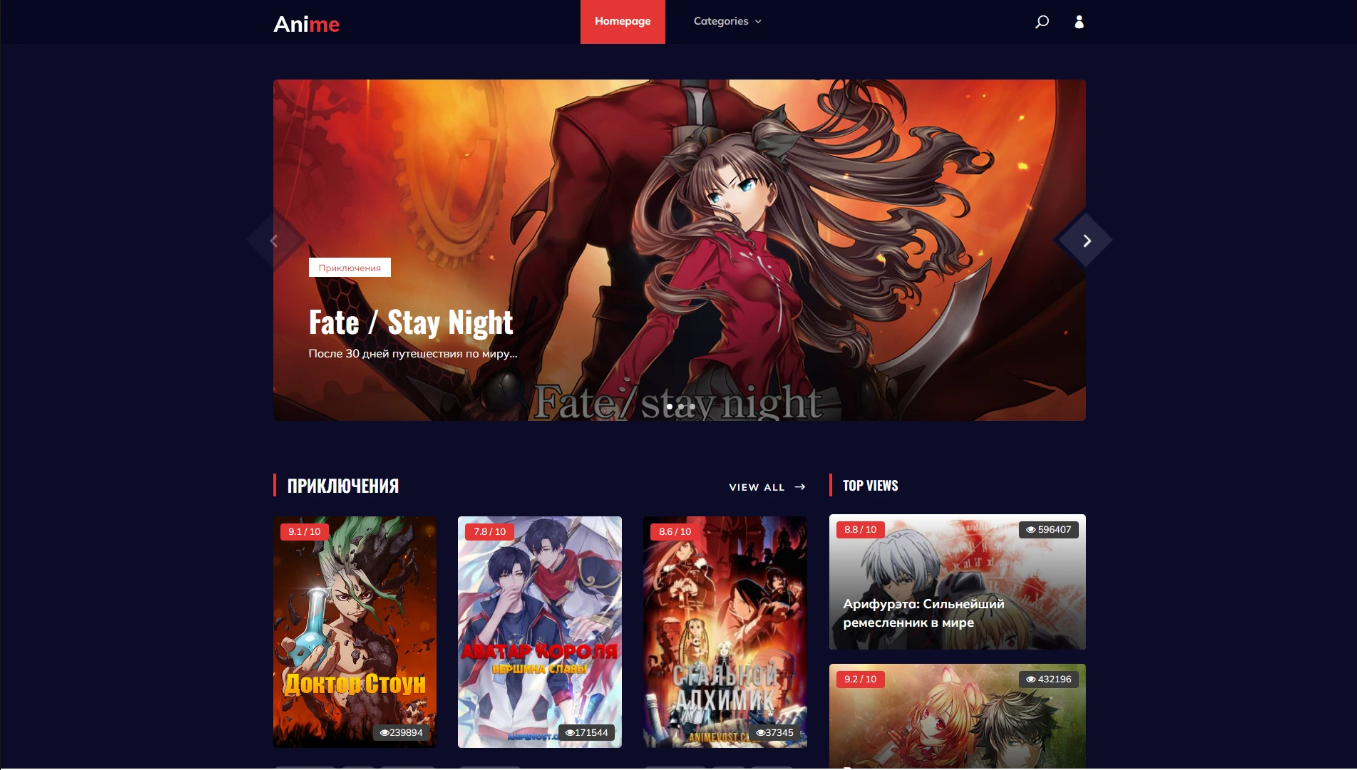 Anime
Homepage
Categories
Приключения
Fate / Stay Night
После 30 дней путешествия по миру...
Fate/stay night
ПРИКЛЮЧЕНИЯ
VIEW ALL →
TOP VIEWS
9.1 / 10
ДОКТОР СТОУН
239894
7.8 / 10
АВАТАР КОРОЛЯ
ВЕРШИНА СЛАВЫ
171544
8.6 / 10
СТАЛЬНОЙ
АЛХИМИК
37345
8.8 / 10
596407
Арифурэта: Сильнейший
ремесленник в мире
9.2 / 10
432196